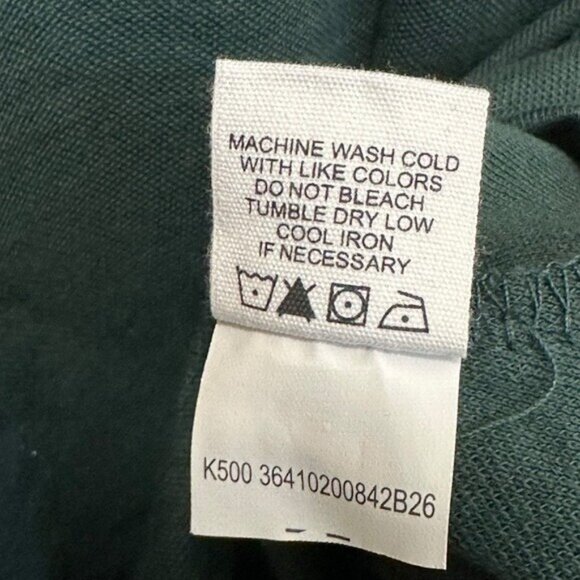 MACHINE WASH COLD
WITH LIKE COLORS
DO NOT BLEACH
TUMBLE DRY LOW
COOL IRON
IF NECESSARY
K500 36410200842B26